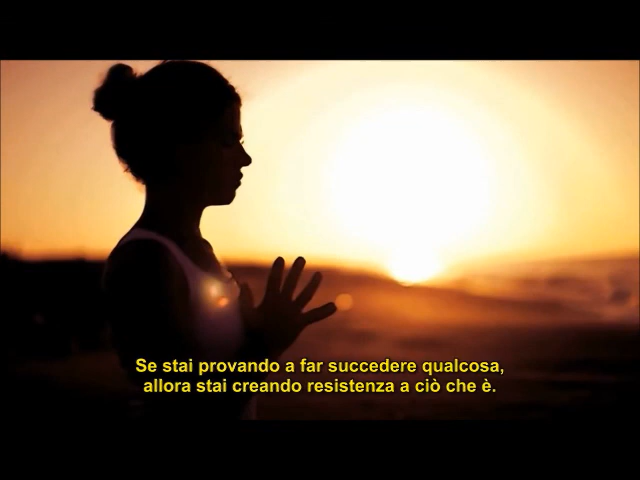 Se stai provando a far succedere qualcosa,
allora stai creando resistenza a ciò che è.